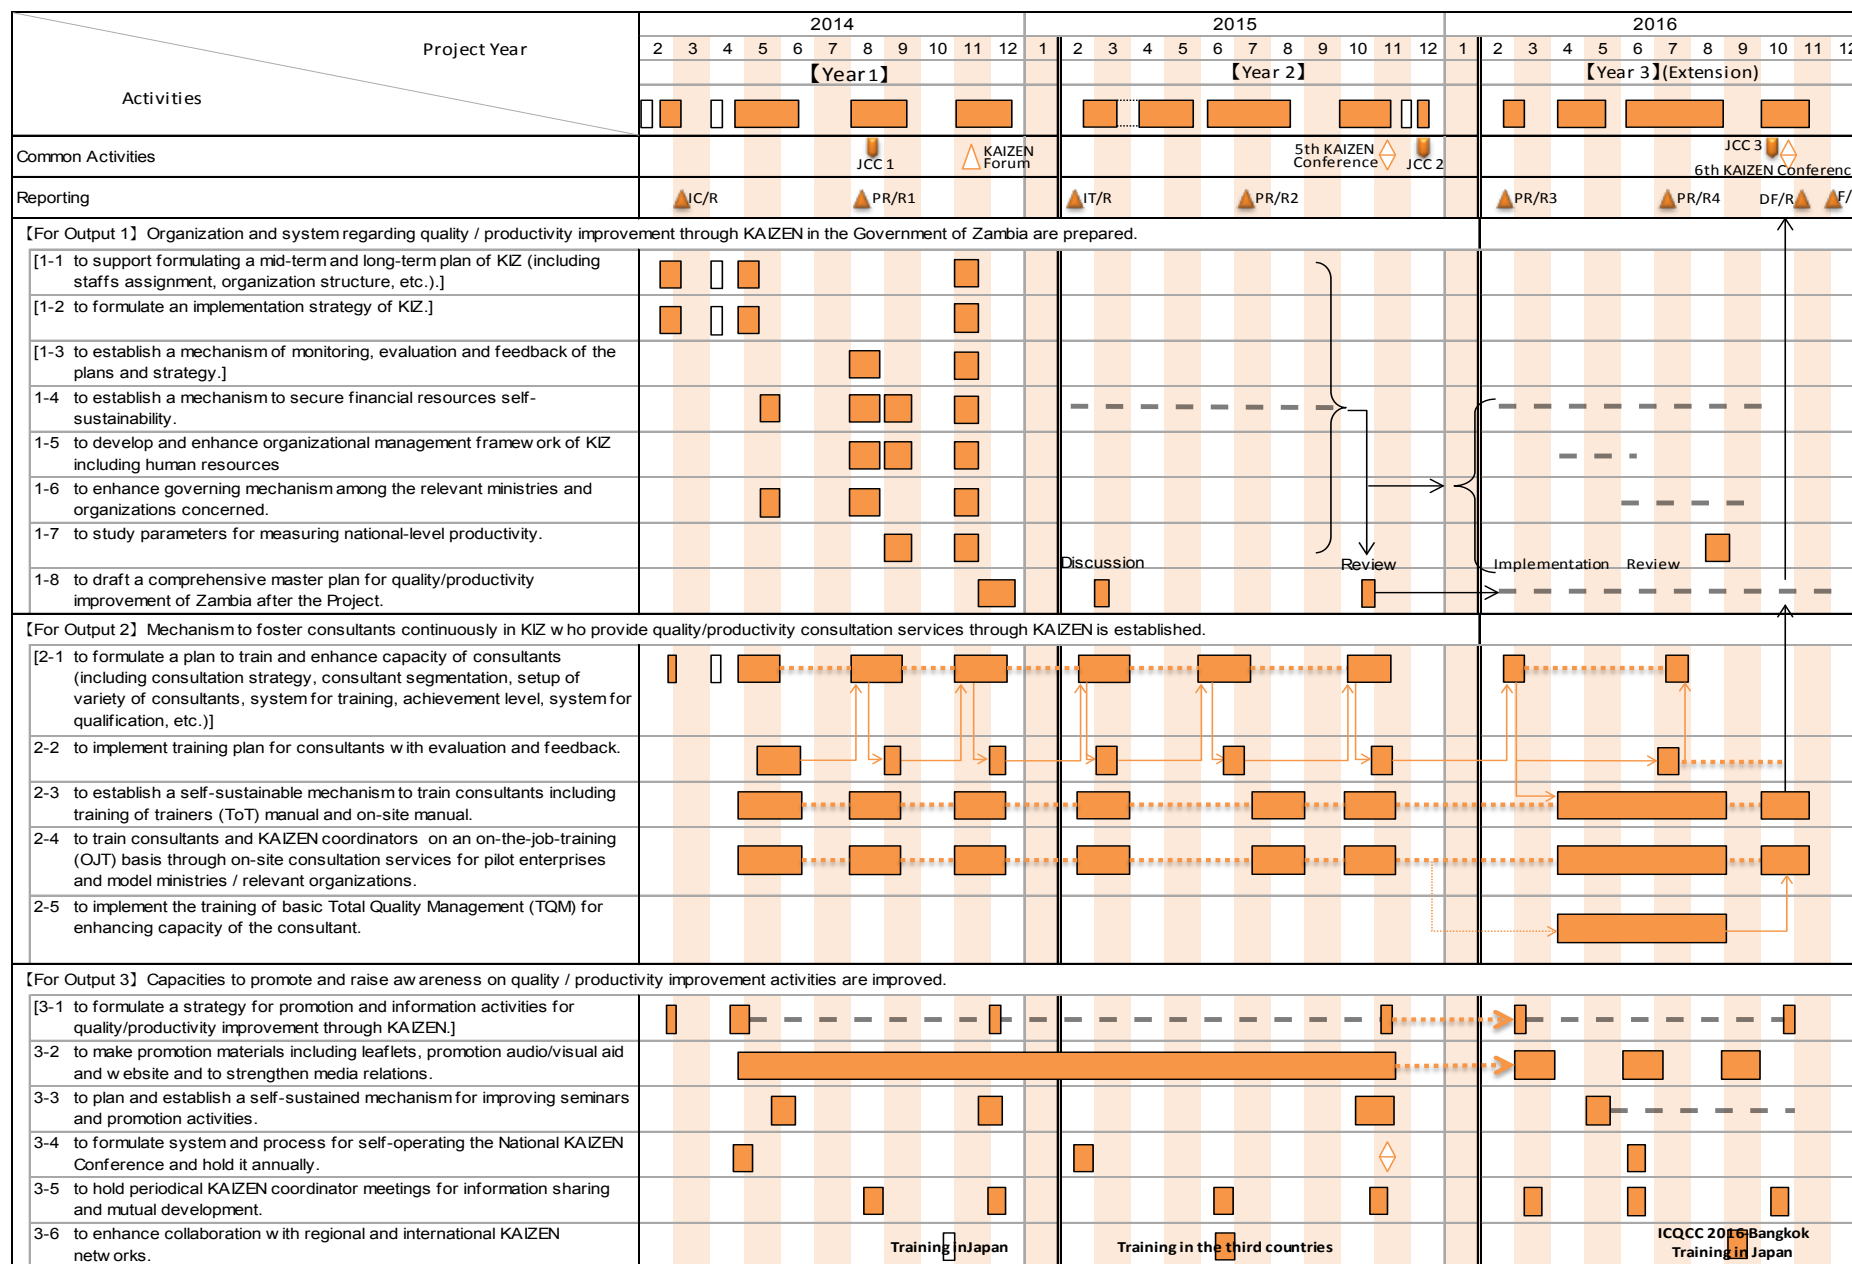 Project Year
Activities
2014 2015 2016
2 3 4 5 6 7 8 9 10 11 12 1 2 3 4 5 6 7 8 9 10 11 12 1 2 3 4 5 6 7 8 9 10 11 12
【Year 1】 【Year 2】 【Year 3】(Extension)
Common Activities
JCC 1
KAIZEN
Forum
5th KAIZEN
Conference
JCC 2
JCC 3
6th KAIZEN Conferenc
Reporting
IC/R PR/R1 IT/R PR/R2 PR/R3 PR/R4 DF/R F/
【For Output 1】 Organization and system regarding quality / productivity improvement through KAIZEN in the Government of Zambia are prepared.
[1-1 to support formulating a mid-term and long-term plan of KIZ (including
staffs assignment, organization structure, etc.).]
[1-2 to formulate an implementation strategy of KIZ.]
[1-3 to establish a mechanism of monitoring, evaluation and feedback of the
plans and strategy.]
1-4 to establish a mechanism to secure financial resources self-
sustainability.
1-5 to develop and enhance organizational management framework of KIZ
including human resources
1-6 to enhance governing mechanism among the relevant ministries and
organizations concerned.
1-7 to study parameters for measuring national-level productivity.
Discussion Review Implementation Review
1-8 to draft a comprehensive master plan for quality/productivity
improvement of Zambia after the Project.
【For Output 2】 Mechanism to foster consultants continuously in KIZ who provide quality/productivity consultation services through KAIZEN is established.
[2-1 to formulate a plan to train and enhance capacity of consultants
(including consultation strategy, consultant segmentation, setup of
variety of consultants, system for training, achievement level, system for
qualification, etc.)]
2-2 to implement training plan for consultants with evaluation and feedback.
2-3 to establish a self-sustainable mechanism to train consultants including
training of trainers (ToT) manual and on-site manual.
2-4 to train consultants and KAIZEN coordinators on an on-the-job-training
(OJT) basis through on-site consultation services for pilot enterprises
and model ministries / relevant organizations.
2-5 to implement the training of basic Total Quality Management (TQM) for
enhancing capacity of the consultant.
【For Output 3】 Capacities to promote and raise awareness on quality / productivity improvement activities are improved.
[3-1 to formulate a strategy for promotion and information activities for
quality/productivity improvement through KAIZEN.]
3-2 to make promotion materials including leaflets, promotion audio/visual aid
and website and to strengthen media relations.
3-3 to plan and establish a self-sustained mechanism for improving seminars
and promotion activities.
3-4 to formulate system and process for self-operating the National KAIZEN
Conference and hold it annually.
3-5 to hold periodical KAIZEN coordinator meetings for information sharing
and mutual development.
3-6 to enhance collaboration with regional and international KAIZEN
networks.
Training inJapan
Training in the third countries
ICQCC 2016-Bangkok
Training in Japan